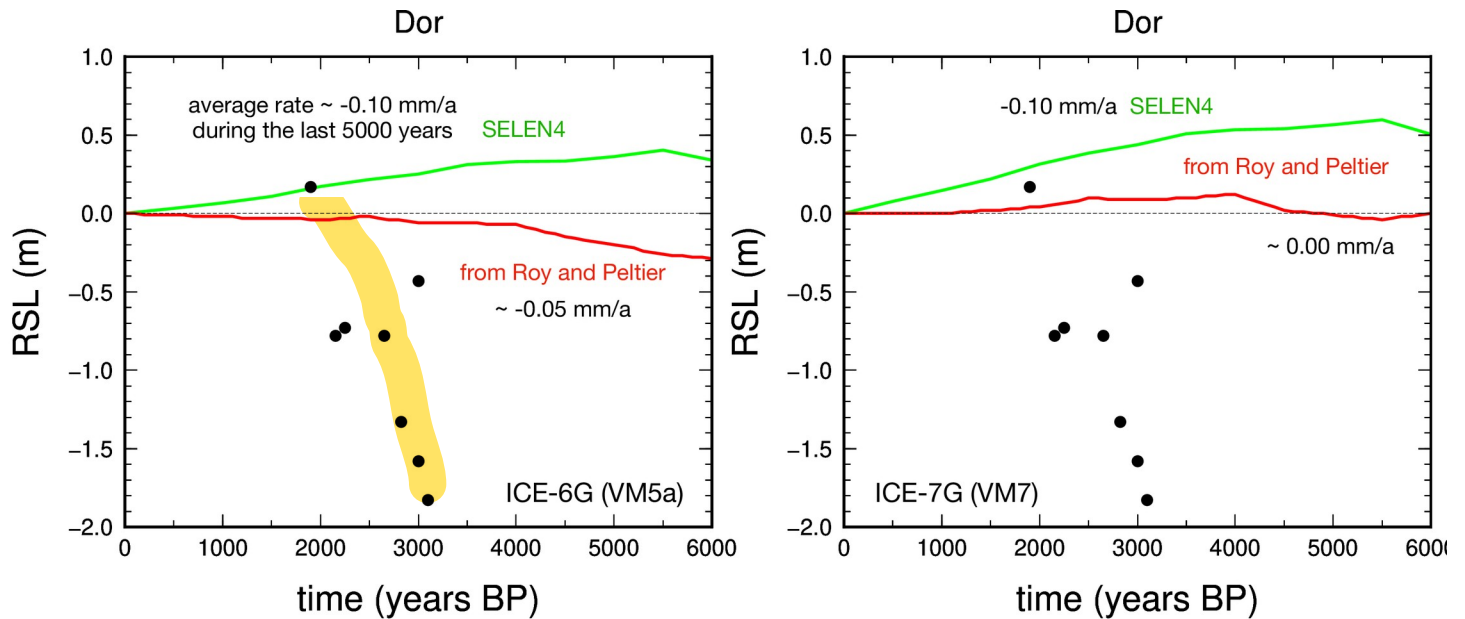 Dor
1.0
0.5
0.0
−0.5
−1.0
−1.5
−2.0
RSL (m)
average rate ~ -0.10 mm/a
during the last 5000 years
SELEN4
from Roy and Peltier
~ -0.05 mm/a
ICE-6G (VM5a)
0 1000 2000 3000 4000 5000 6000
time (years BP)
Dor
1.0
0.5
0.0
−0.5
−1.0
−1.5
−2.0
RSL (m)
-0.10 mm/a SELEN4
from Roy and Peltier
~ 0.00 mm/a
ICE-7G (VM7)
0 1000 2000 3000 4000 5000 600
time (years BP)